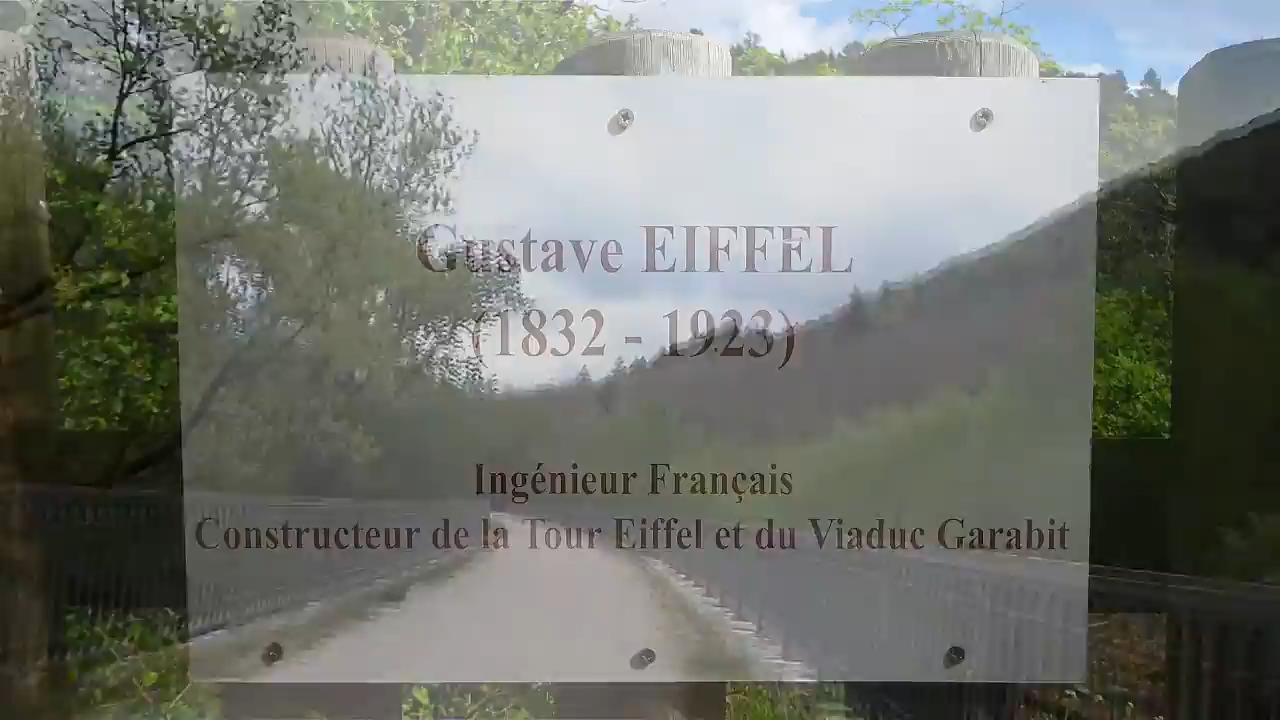 Gustave EIFFEL
(1832 - 1923)
Ingénieur Français
Constructeur de la Tour Eiffel et du Viaduc Garabit